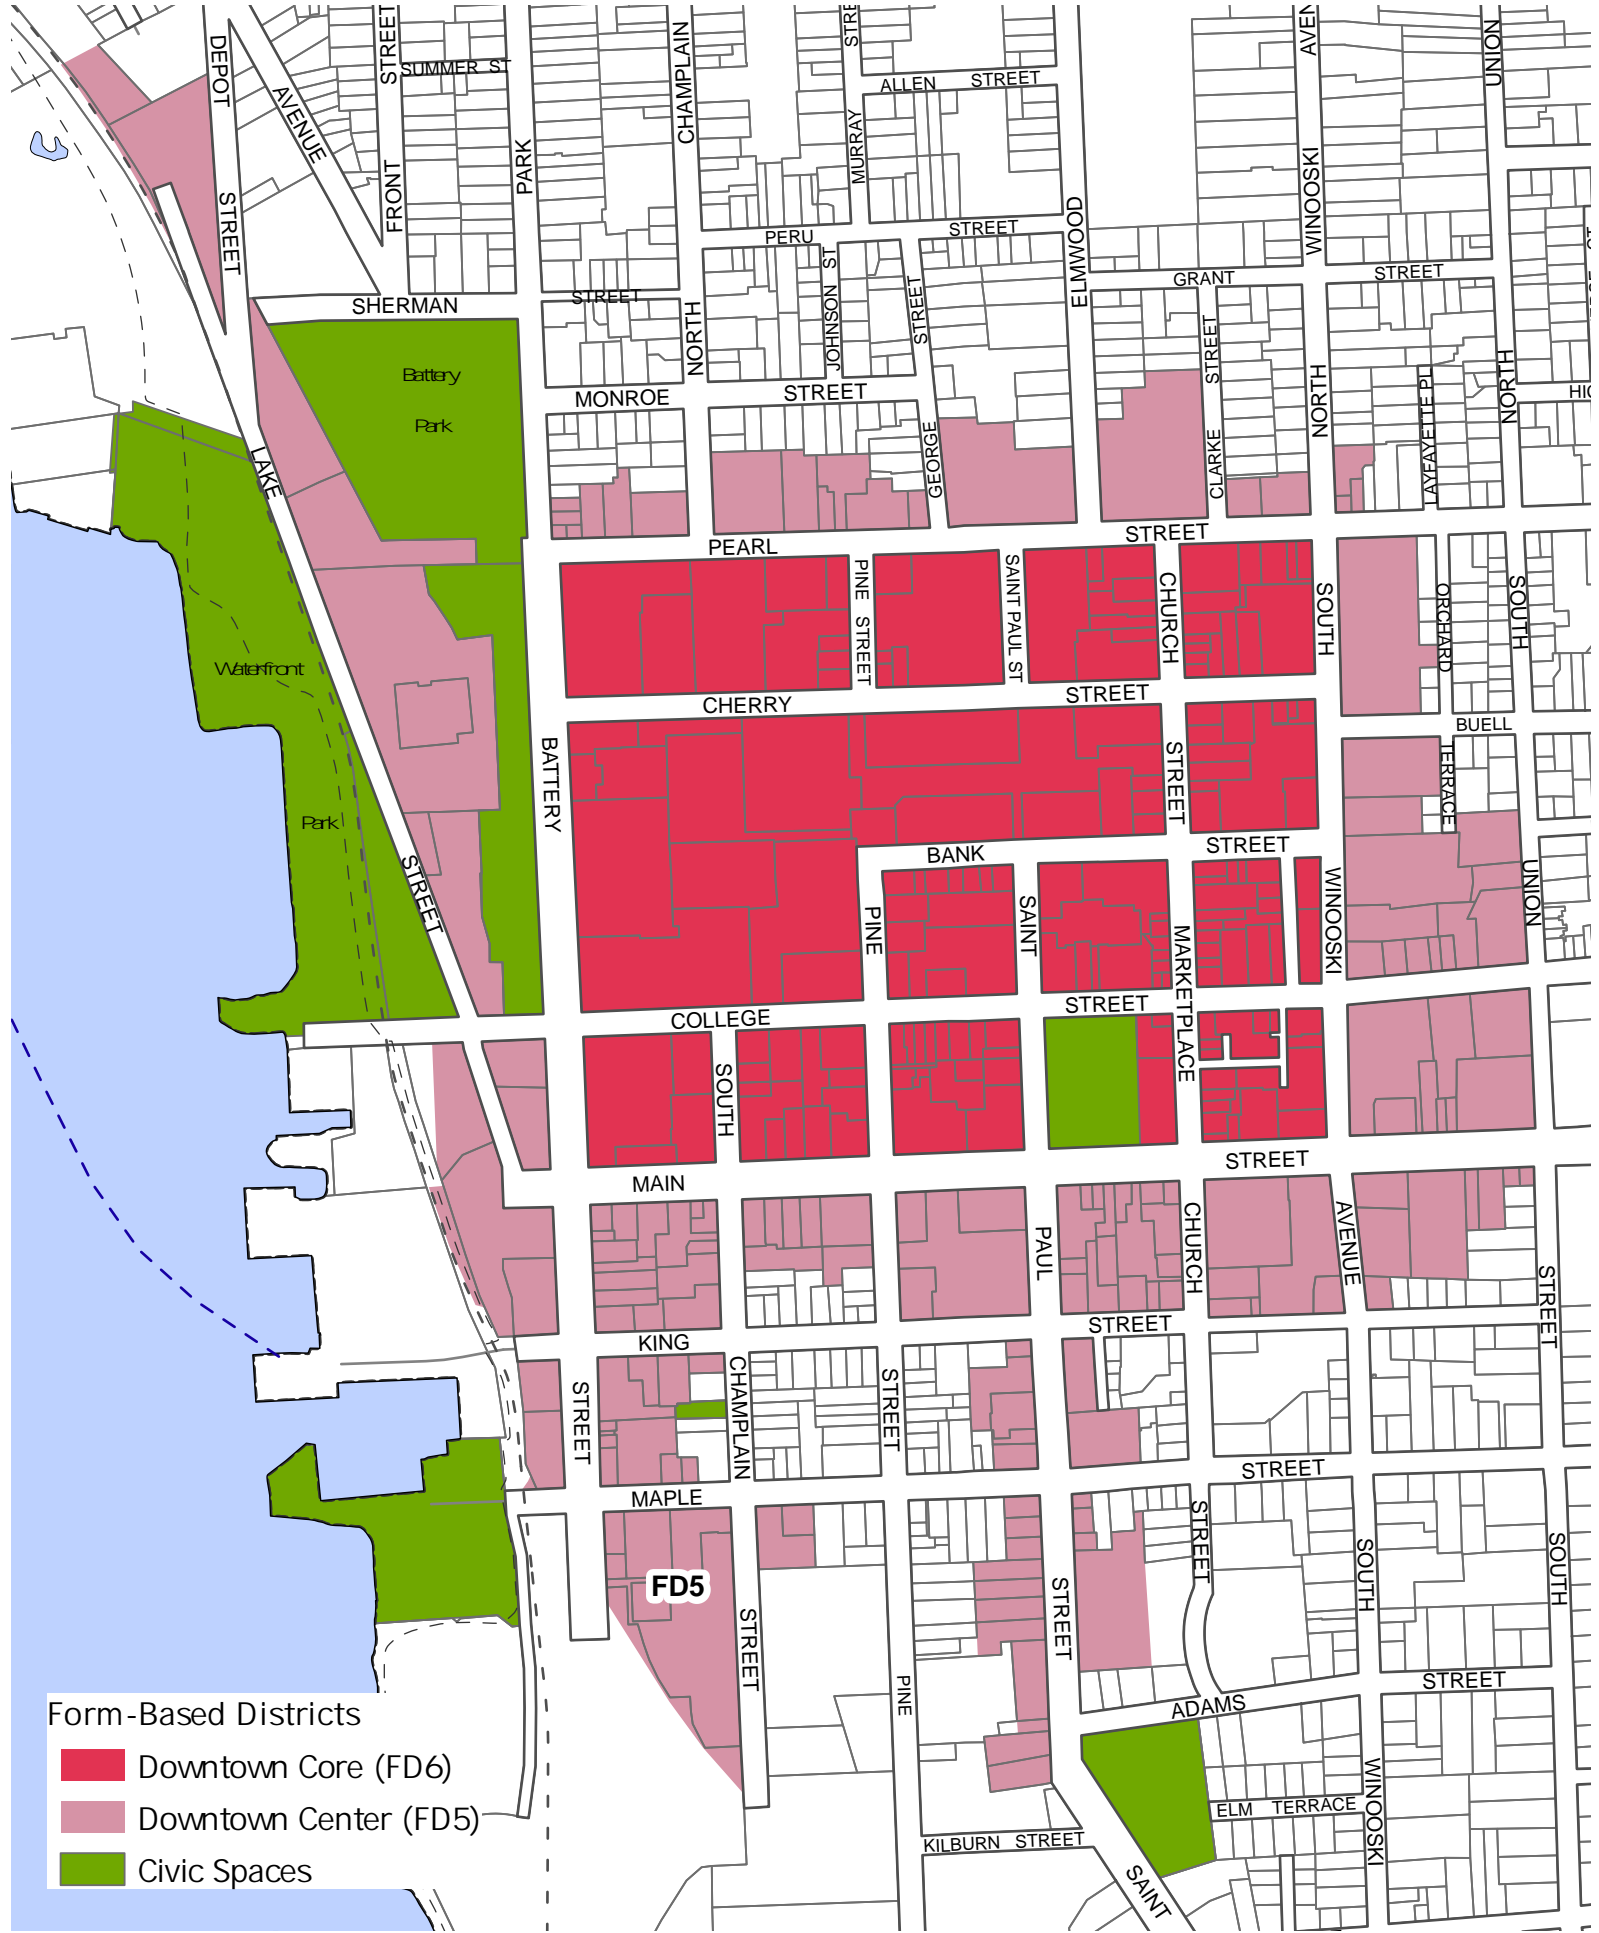 DEPOT
STREET
AVENUE
STREET
FRONT
SUMMER ST
PARK
CHAMPLAIN
NORTH
STRE
MURRAY
ALLEN STREET
PERU STREET
ELMWOOD
AVEN
WINOOSKI
NORTH
UNION
NORTH
GRANT STREET
SHERMAN
STREET
JOHNSON ST
STREET
GEORGE
STREET
CLARKE
LAYFAYETTE PL
HIG
MONROE STREET
Battery
Park
LAKE
STREET
PEARL STREET
PINE STREET
SAINT PAUL ST
CHURCH
STREET
MARKETPLACE
SOUTH
WINOOSKI
ORCHARD
TERRACE
SOUTH
UNION
Waterfront
Park
CHERRY STREET
BUELL
BATTERY
STREET
BANK STREET
PINE
SAINT
COLLEGE STREET
SOUTH
CHAMPLAIN
STREET
MAIN STREET
PAUL
CHURCH
STREET
AVENUE
STREET
KING STREET
STREET
MAPLE STREET
FD5
STREET
PINE
SOUTH
WINOOSKI
SOUTH
ADAMS STREET
ELM TERRACE
KILBURN STREET
SAINT
Form-Based Districts
Downtown Core (FD6)
Downtown Center (FD5)
Civic Spaces